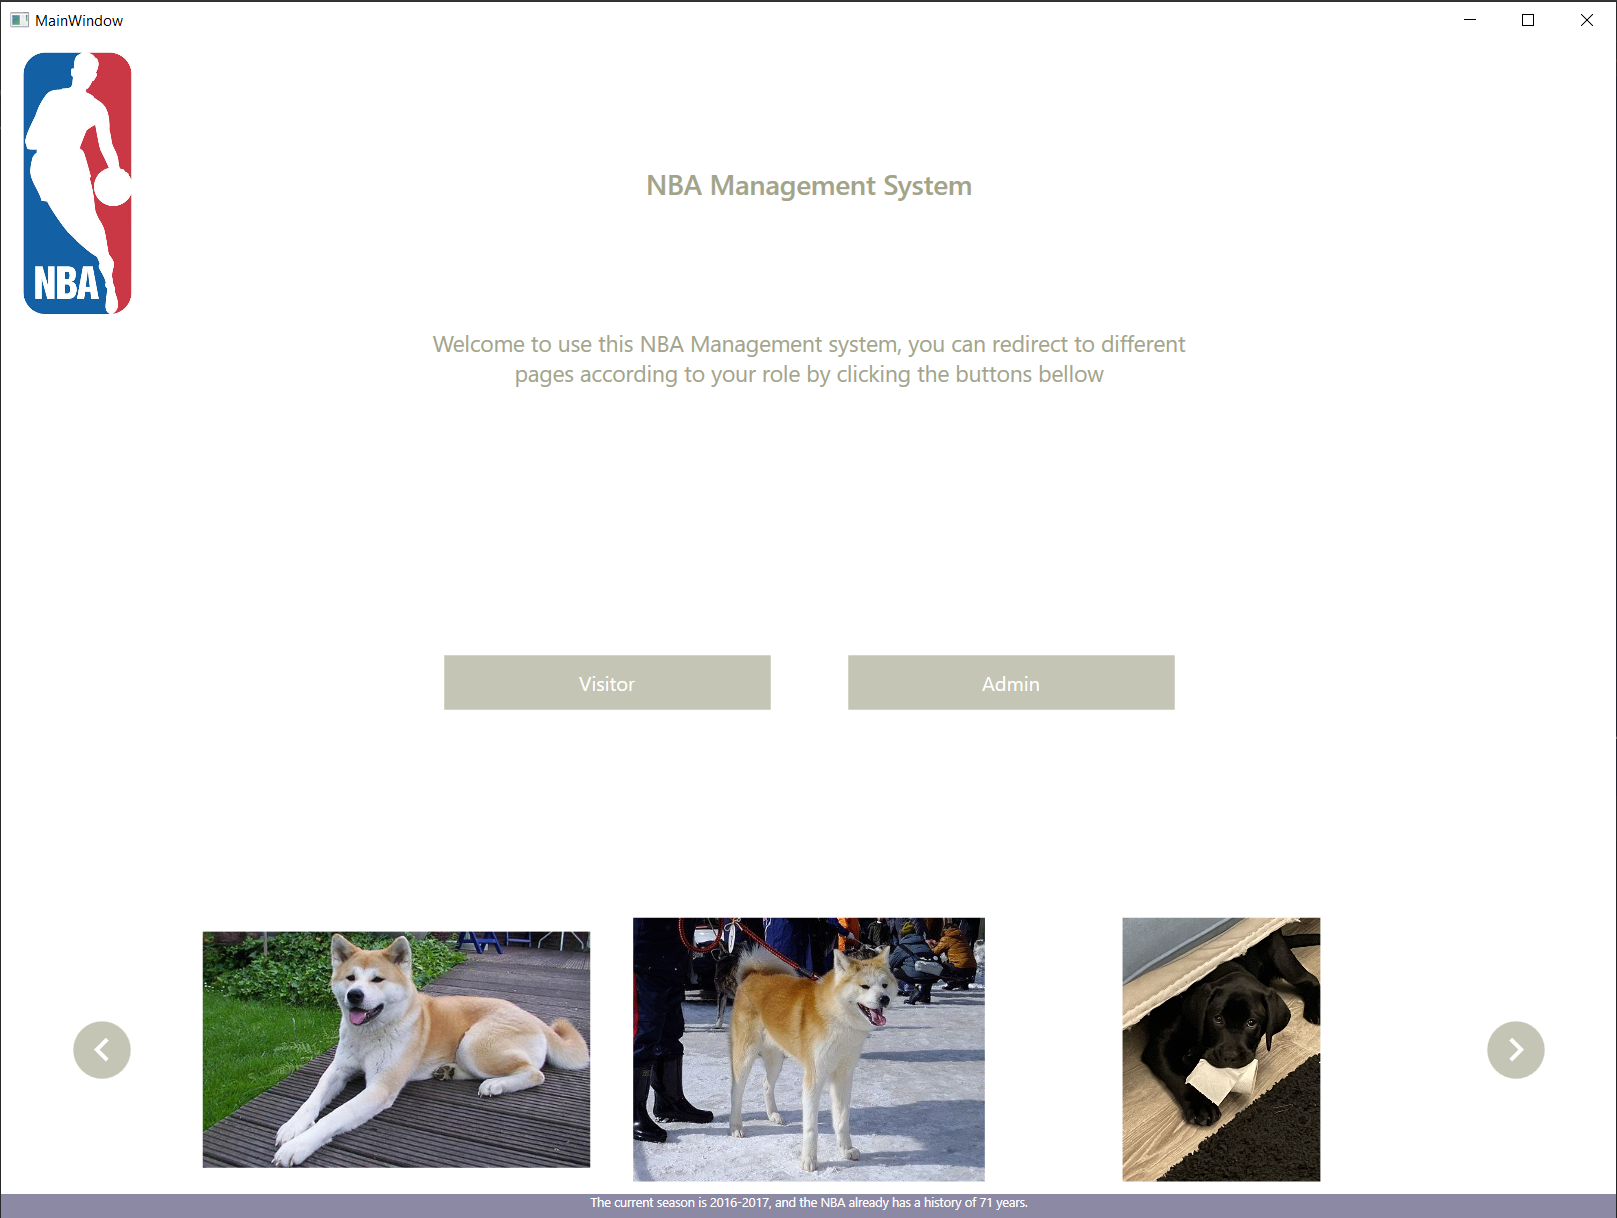 MainWindow
NBA
NBA Management System
Welcome to use this NBA Management system, you can redirect to different
pages according to your role by clicking the buttons bellow
Visitor
Admin
The current season is 2016-2017, and the NBA already has a history of 71 years.